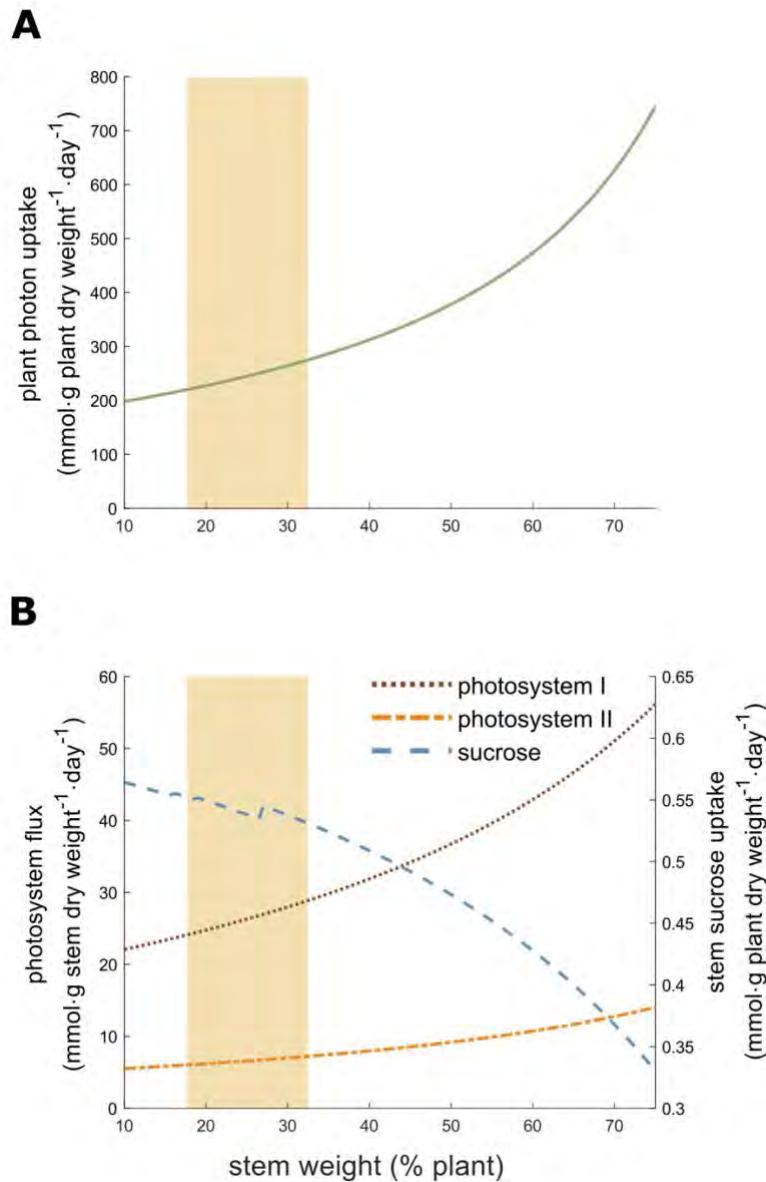 A
800
700
600
500
400
300
200
100
0
plant photon uptake
(mmol·g plant dry weight⁻¹·day⁻¹)
10 20 30 40 50 60 70
B
60
50
40
30
20
10
0
photosystem flux
(mmol·g stem dry weight⁻¹·day⁻¹)
photosystem I
photosystem II
sucrose
0.65
0.6
0.55
0.5
0.45
0.4
0.35
0.3
stem sucrose uptake
(mmol·g plant dry weight⁻¹·day⁻¹)
10 20 30 40 50 60 70
stem weight (% plant)